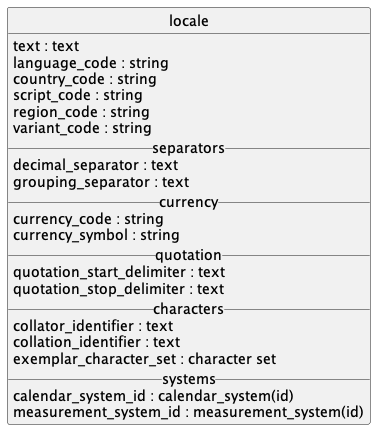 locale
text : text
language_code : string
country_code : string
script_code : string
region_code : string
variant_code : string
separators
decimal_separator : text
grouping_separator : text
currency
currency_code : string
currency_symbol : string
quotation
quotation_start_delimiter : text
quotation_stop_delimiter : text
characters
collator_identifier : text
collation_identifier : text
exemplar_character_set : character set
systems
calendar_system_id : calendar_system(id)
measurement_system_id : measurement_system(id)